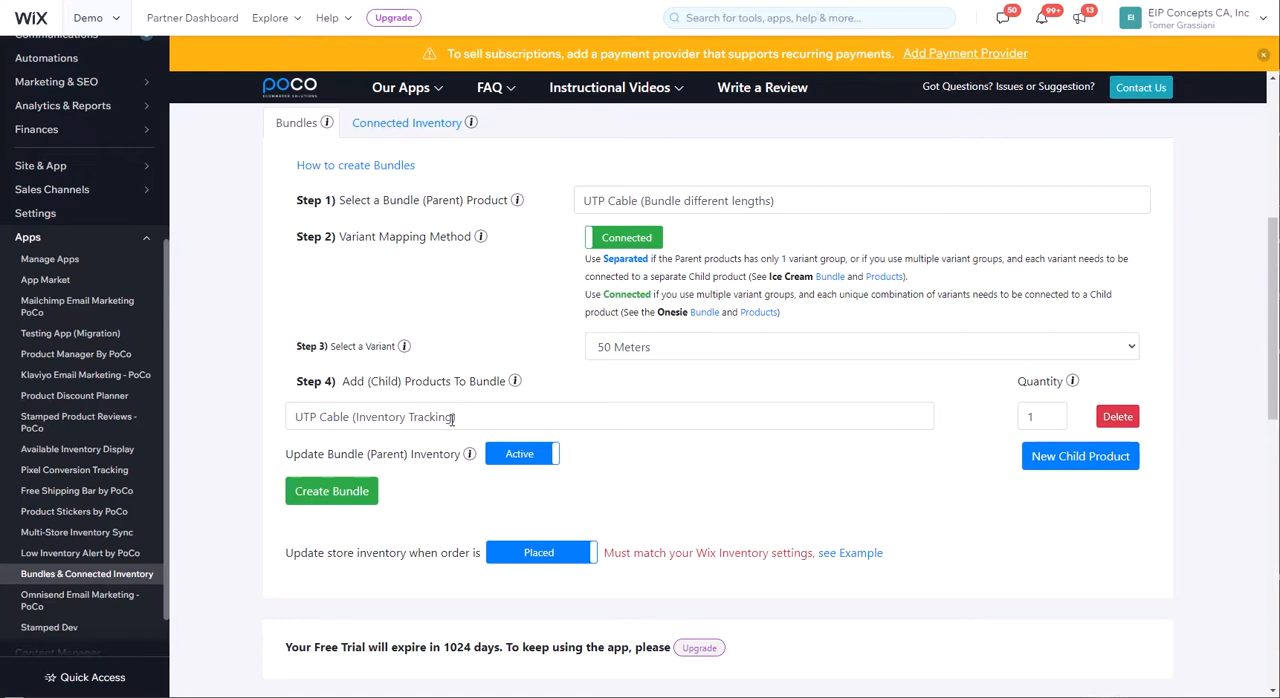 WiX
Demo
Partner Dashboard
Explore
Help
Upgrade
Search for tools, apps, help & more...
50
99+
13
EI
EIP Concepts CA, Inc
Tomer Grassiani
Communications
Automations
Marketing & SEO
Analytics & Reports
Finances
Site & App
Sales Channels
Settings
Apps
Manage Apps
App Market
Mailchimp Email Marketing
PoCo
Testing App (Migration)
Product Manager By PoCo
Klaviyo Email Marketing - PoCo
Product Discount Planner
Stamped Product Reviews -
PoCo
Available Inventory Display
Pixel Conversion Tracking
Free Shipping Bar by PoCo
Product Stickers by PoCo
Multi-Store Inventory Sync
Low Inventory Alert by PoCo
Bundles & Connected Inventory
Omnisend Email Marketing -
PoCo
Stamped Dev
Content Manager
Quick Access
To sell subscriptions, add a payment provider that supports recurring payments. Add Payment Provider
poco
ECOMMERCE SOLUTIONS
Our Apps
FAQ
Instructional Videos
Write a Review
Got Questions? Issues or Suggestion?
Contact Us
Bundles
Connected Inventory
How to create Bundles
Step 1) Select a Bundle (Parent) Product
UTP Cable (Bundle different lengths)
Step 2) Variant Mapping Method
Connected
Use Separated if the Parent products has only 1 variant group, or if you use multiple variant groups, and each variant needs to be
connected to a separate Child product (See Ice Cream Bundle and Products).
Use Connected if you use multiple variant groups, and each unique combination of variants needs to be connected to a Child
product (See the Onesie Bundle and Products)
Step 3) Select a Variant
50 Meters
Step 4) Add (Child) Products To Bundle
Quantity
UTP Cable (Inventory Tracking)
1
Delete
Update Bundle (Parent) Inventory
Active
New Child Product
Create Bundle
Update store inventory when order is
Placed
Must match your Wix Inventory settings, see Example
Your Free Trial will expire in 1024 days. To keep using the app, please
Upgrade